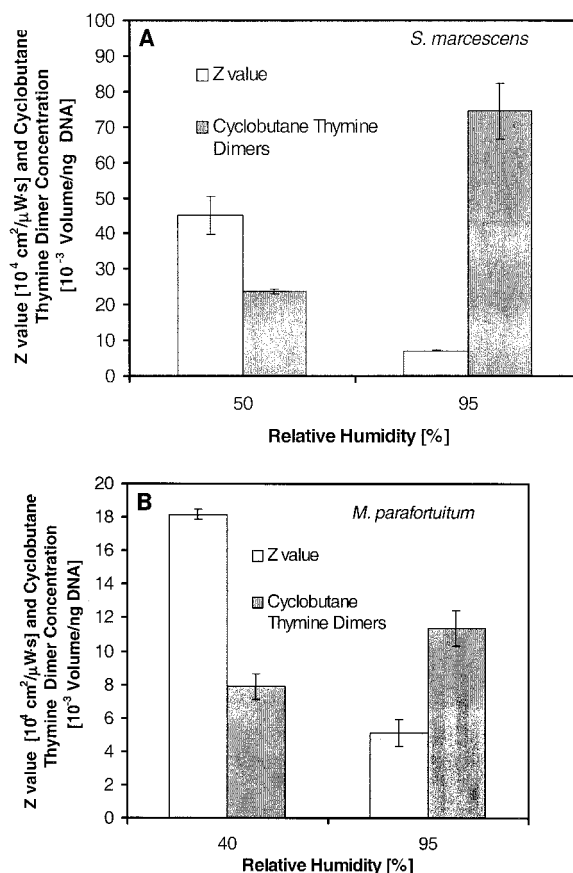 A
S. marcescens
Z value
Cyclobutane Thymine
Dimers
Z value [10⁴ cm²/µW·s] and Cyclobutane
Thymine Dimer Concentration
[10⁻³ Volume/ng DNA]
100
90
80
70
60
50
40
30
20
10
0
50
95
Relative Humidity [%]
B
M. parafortuitum
Z value
Cyclobutane
Thymine Dimers
Z value [10⁴ cm²/µW·s] and Cyclobutane
Thymine Dimer Concentration
[10⁻³ Volume/ng DNA]
20
18
16
14
12
10
8
6
4
2
0
40
95
Relative Humidity [%]